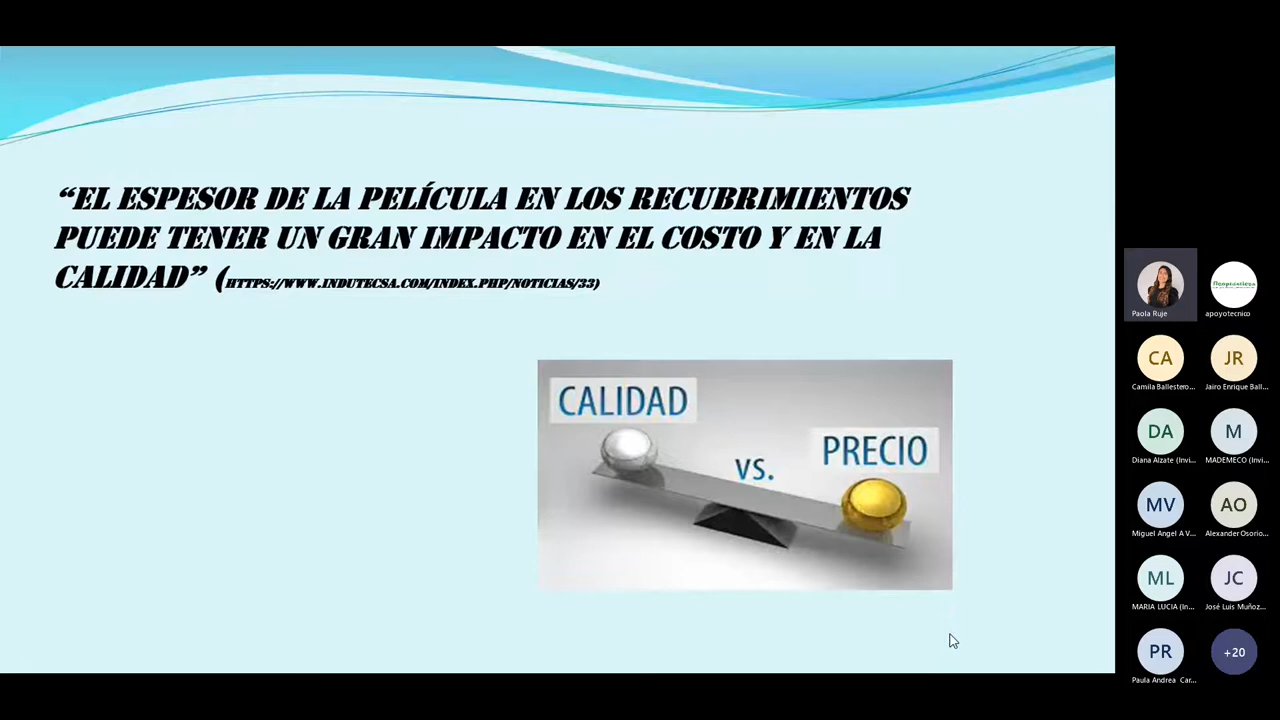 “EL ESPESOR DE LA PELÍCULA EN LOS RECUBRIMIENTOS
PUEDE TENER UN GRAN IMPACTO EN EL COSTO Y EN LA
CALIDAD” (HTTPS://WWW.INDUTECSA.COM/INDEX.PHP/NOTICIAS/33)
CALIDAD
VS.
PRECIO
Paola Ruje
apoyotecnico
CA
JR
Camila Ballestero...
Jairo Enrique Ball...
DA
M
Diana Alzate (Invi...
MADEMECO (Invi...
MV
AO
Miguel Angel A V...
Alexander Osorio...
ML
JC
MARIA LUCIA (In...
José Luis Muñoz...
PR
+20
Paula Andrea Car...